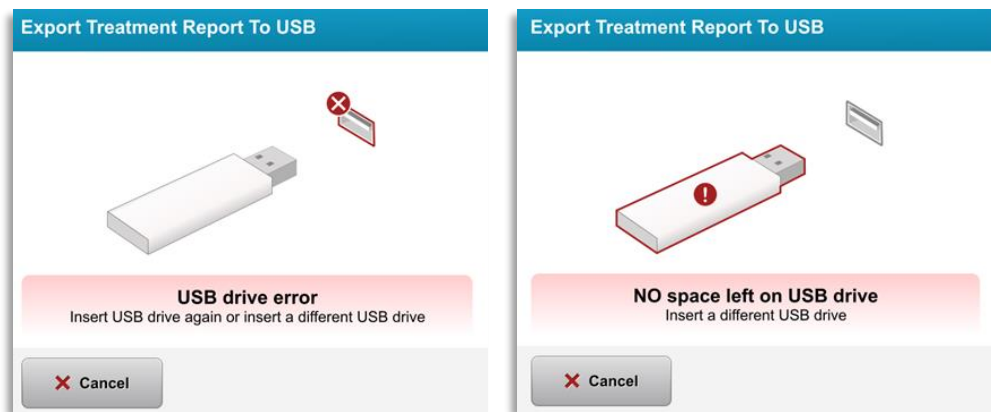 Export Treatment Report To USB
USB drive error
Insert USB drive again or insert a different USB drive
Cancel
Export Treatment Report To USB
NO space left on USB drive
Insert a different USB drive
Cancel